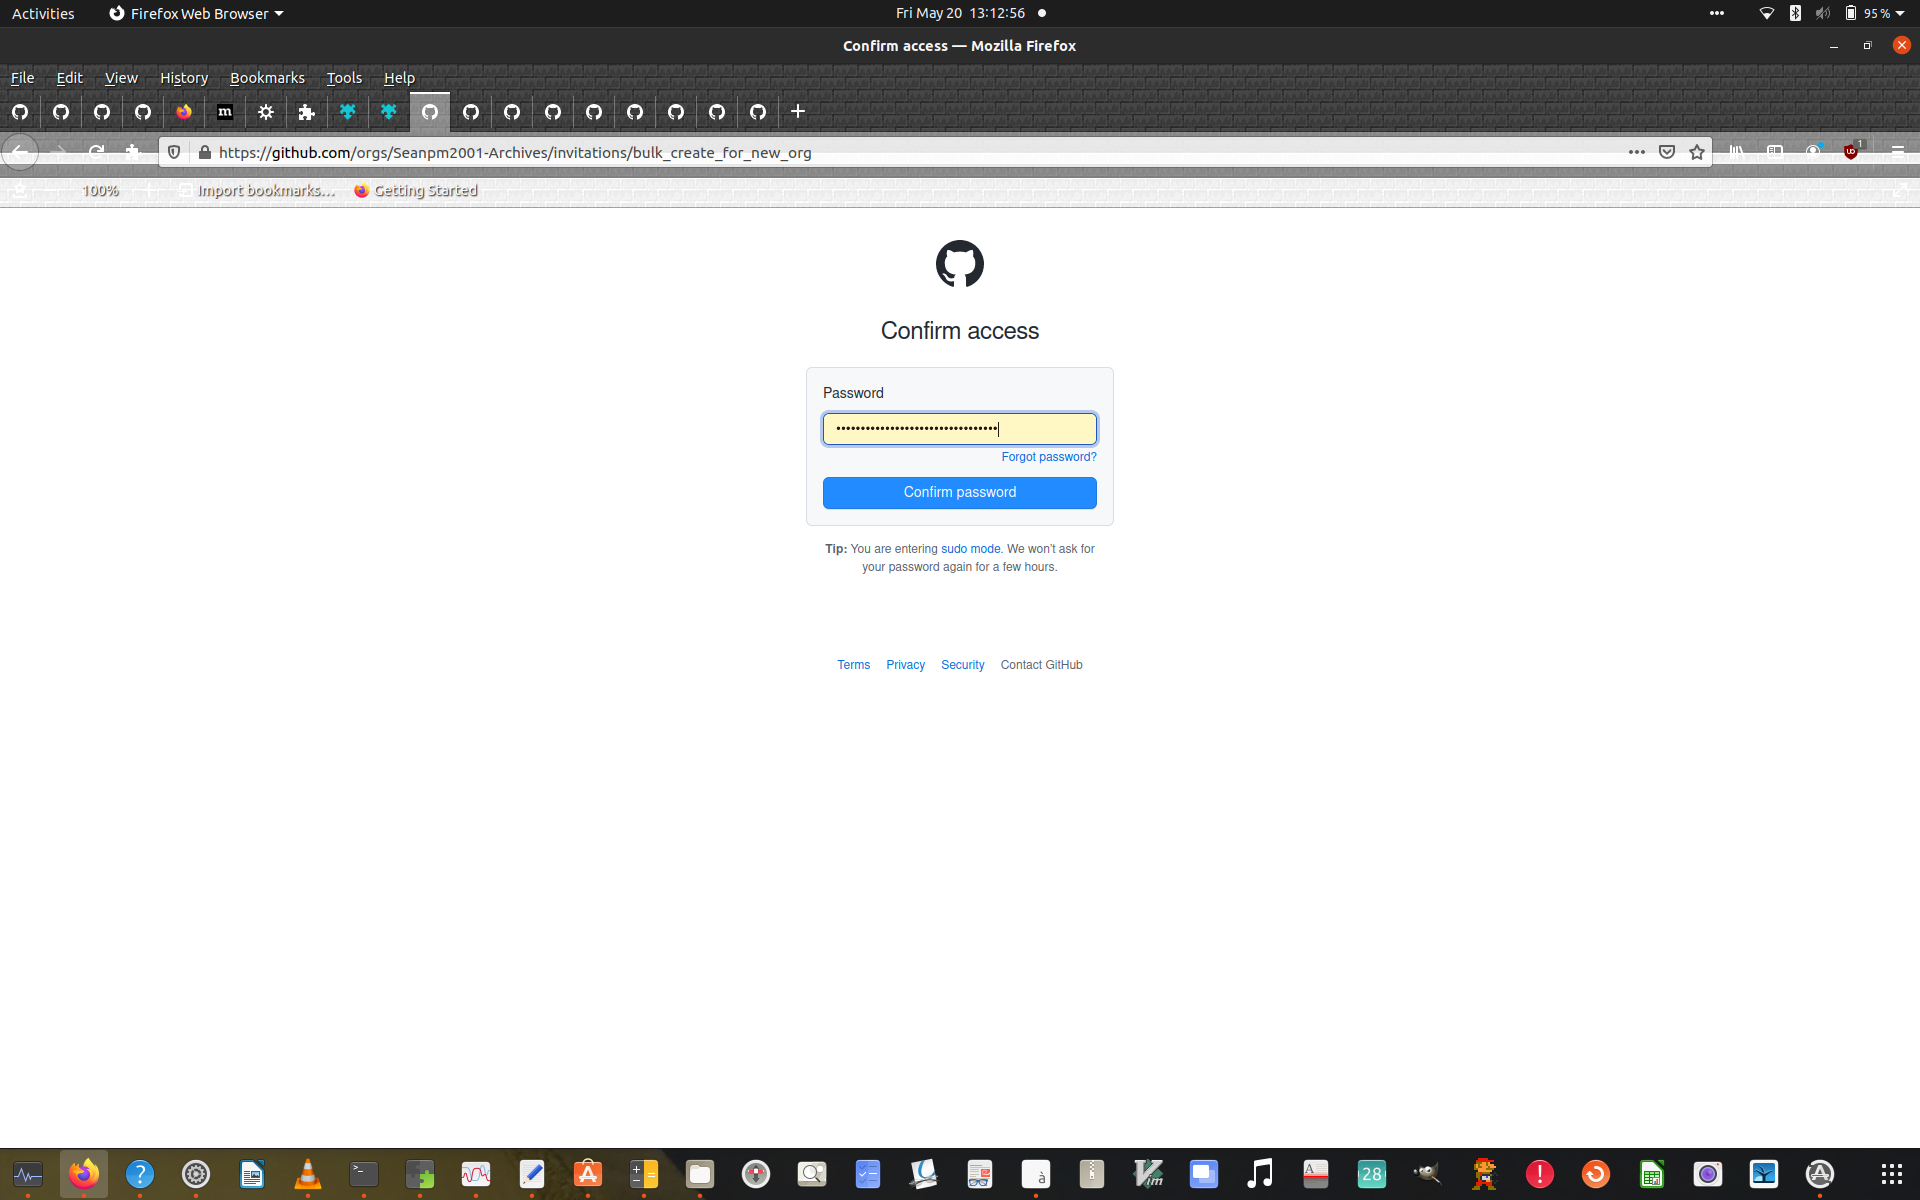 Activities Firefox Web Browser Fri May 20 13:12:56 95%
Confirm access — Mozilla Firefox
File Edit View History Bookmarks Tools Help
m
https://github.com/orgs/Seanpm2001-Archives/invitations/bulk_create_for_new_org 1
100% Import bookmarks... Getting Started
Confirm access
Password
Forgot password?
Confirm password
Tip: You are entering sudo mode. We won't ask for
your password again for a few hours.
Terms Privacy Security Contact GitHub
28